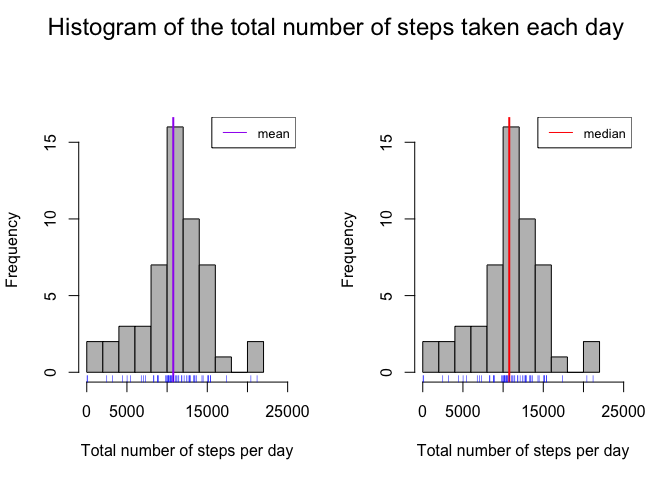 Histogram of the total number of steps taken each day
mean
Frequency
15
10
5
0
0 5000 15000 25000
Total number of steps per day
median
Frequency
15
10
5
0
0 5000 15000 25000
Total number of steps per day